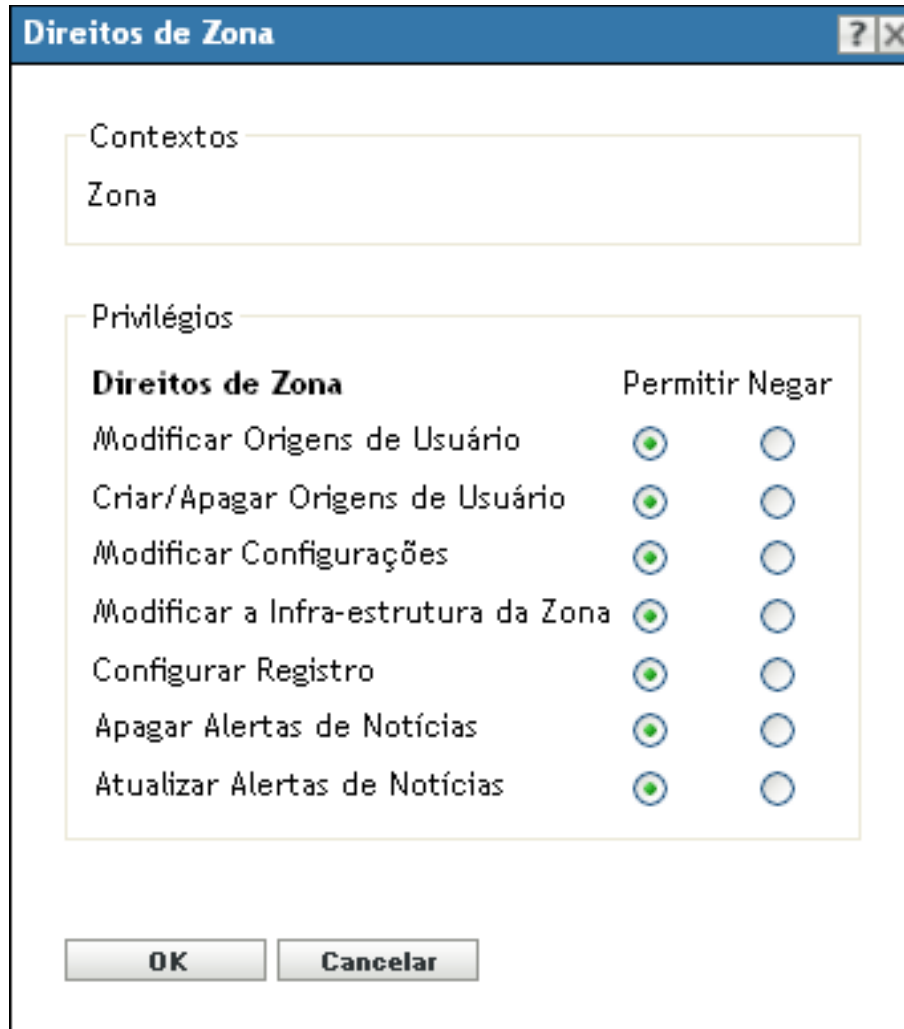 Direitos de Zona
Contextos
Zona
Privilégios
Direitos de Zona Permitir Negar
Modificar Origens de Usuário
Criar/Apagar Origens de Usuário
Modificar Configurações
Modificar a Infra-estrutura da Zona
Configurar Registro
Apagar Alertas de Notícias
Atualizar Alertas de Notícias
OK Cancelar